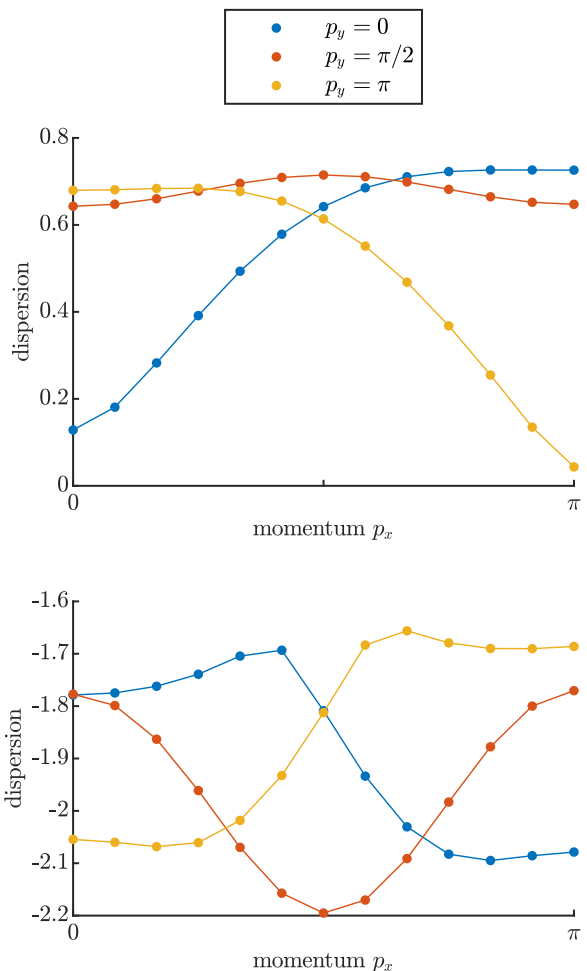 p_y = 0
p_y = π/2
p_y = π
0.8
0.6
0.4
0.2
0
dispersion
0
π
momentum p_x
-1.6
-1.7
-1.8
-1.9
-2
-2.1
-2.2
dispersion
0
π
momentum p_x